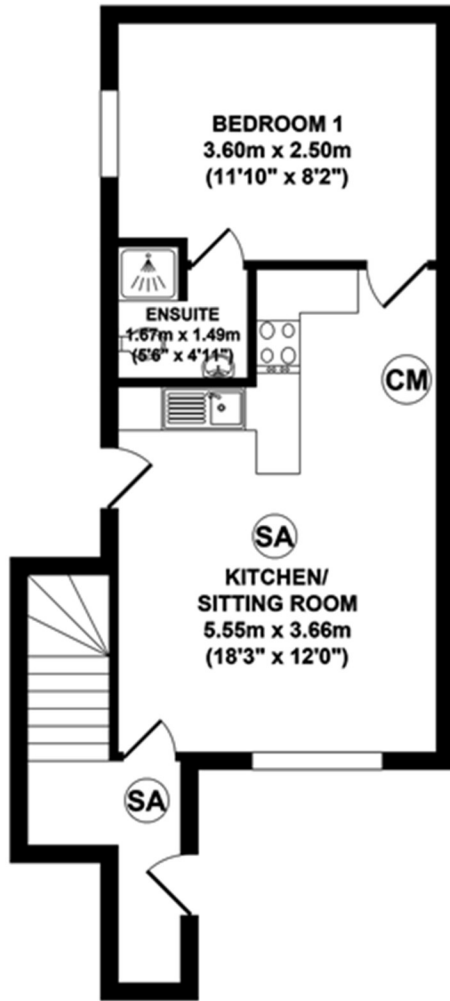 BEDROOM 1
3.60m x 2.50m
(11'10" x 8'2")
ENSUITE
1.67m x 1.49m
(5'6" x 4'11")
CM
SA
KITCHEN/
SITTING ROOM
5.55m x 3.66m
(18'3" x 12'0")
SA